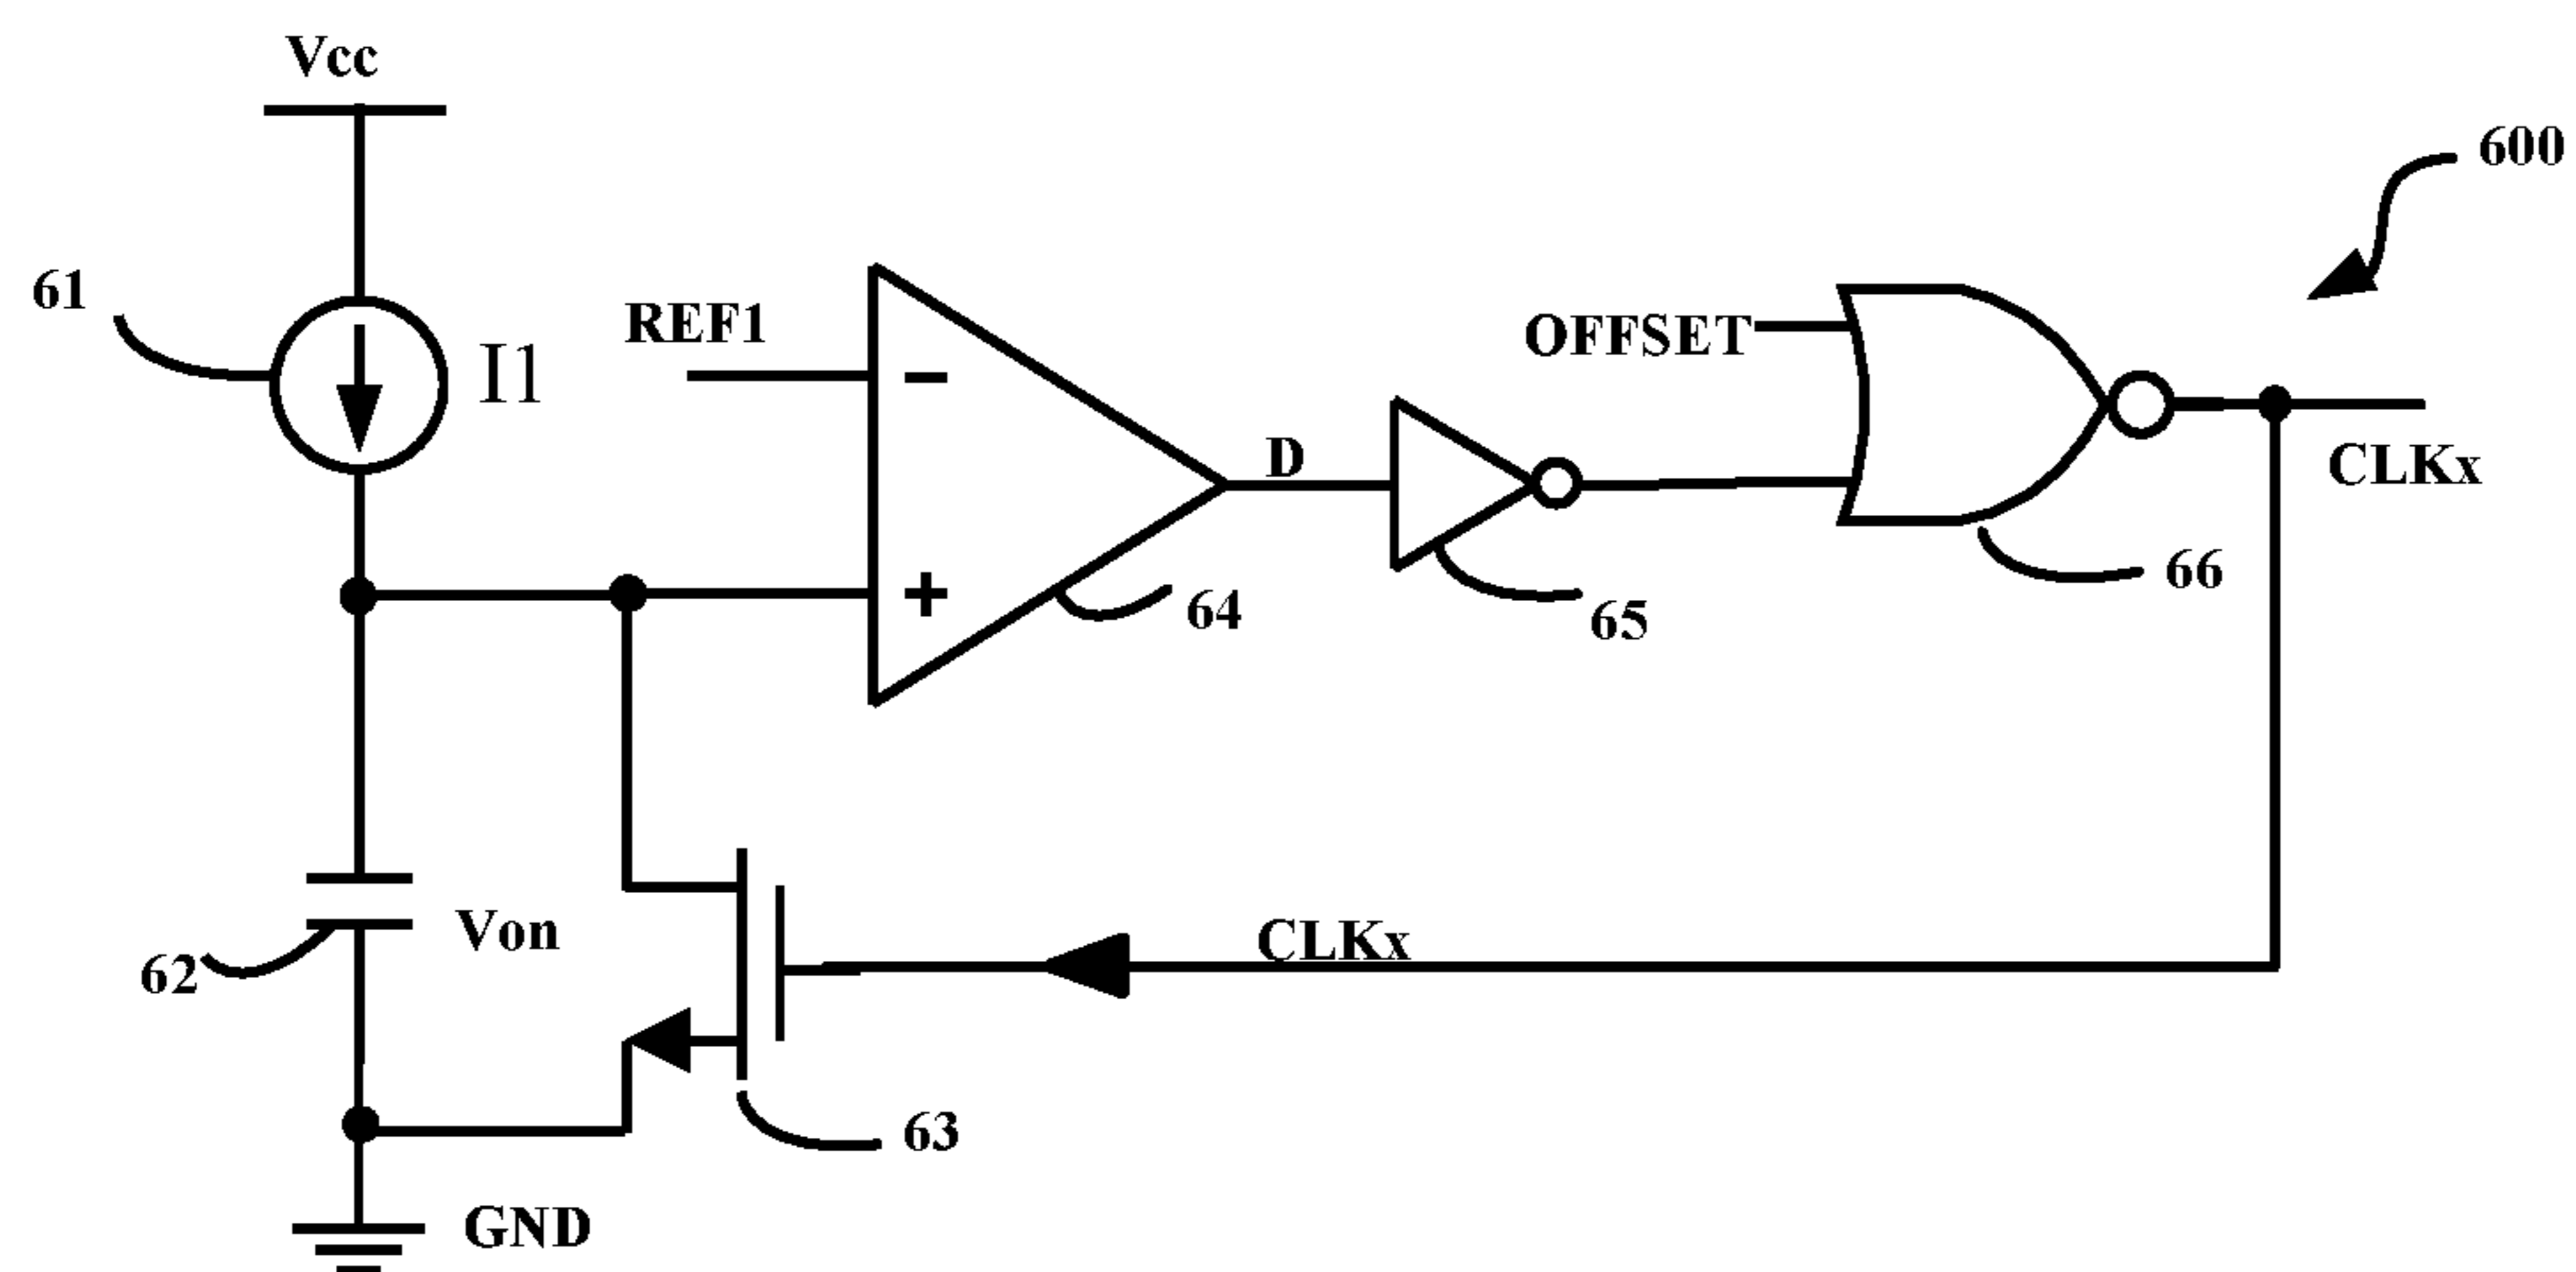 Vcc
600
61
I1
REF1
OFFSET
−
D
CLKx
+
64
65
66
Von
62
CLKx
63
GND